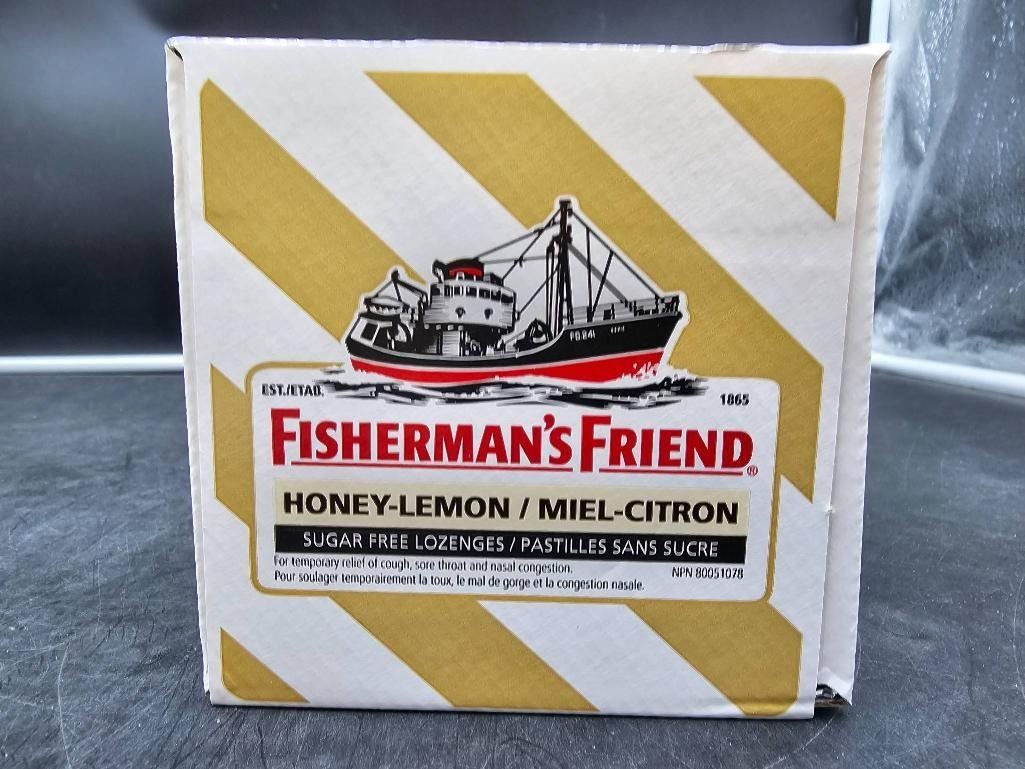 FD.241
EST./ETAB.
1865
FISHERMAN'S FRIEND®
HONEY-LEMON / MIEL-CITRON
SUGAR FREE LOZENGES / PASTILLES SANS SUCRE
For temporary relief of cough, sore throat and nasal congestion.
NPN 80051078
Pour soulager temporairement la toux, le mal de gorge et la congestion nasale.